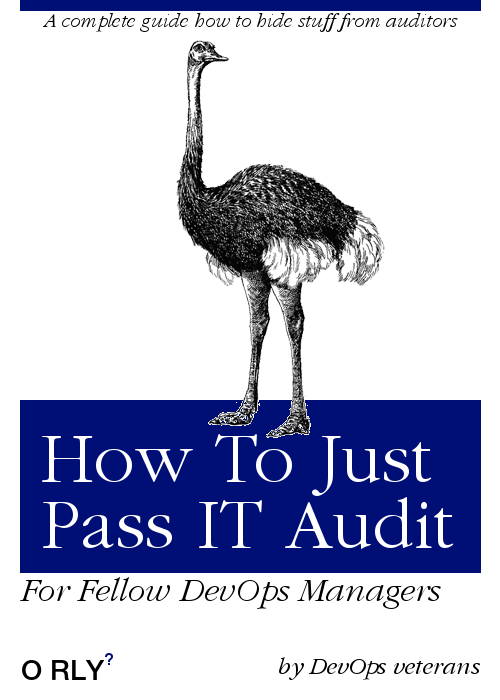 A complete guide how to hide stuff from auditors
How To Just
Pass IT Audit
For Fellow DevOps Managers
O RLY?
by DevOps veterans